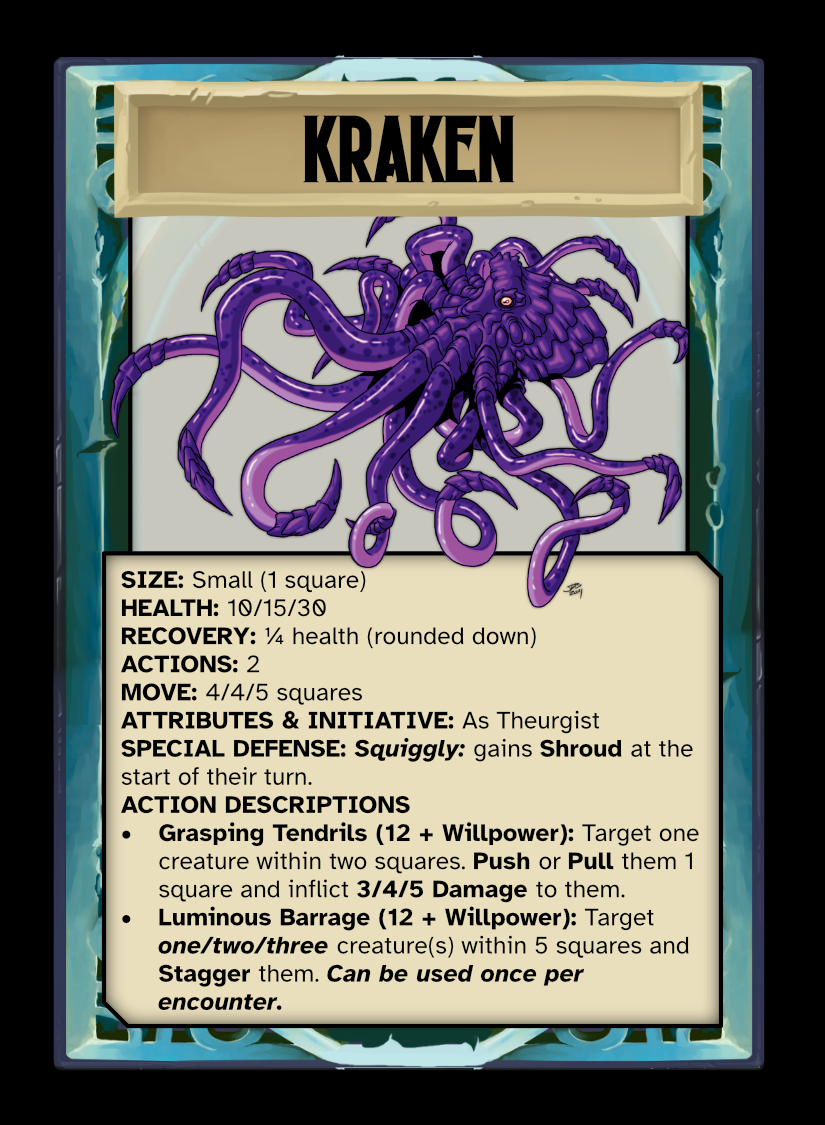 KRAKEN
SIZE: Small (1 square)
HEALTH: 10/15/30
RECOVERY: ¼ health (rounded down)
ACTIONS: 2
MOVE: 4/4/5 squares
ATTRIBUTES & INITIATIVE: As Theurgist
SPECIAL DEFENSE: Squiggly: gains Shroud at the
start of their turn.
ACTION DESCRIPTIONS
• Grasping Tendrils (12 + Willpower): Target one
creature within two squares. Push or Pull them 1
square and inflict 3/4/5 Damage to them.
• Luminous Barrage (12 + Willpower): Target
one/two/three creature(s) within 5 squares and
Stagger them. Can be used once per
encounter.